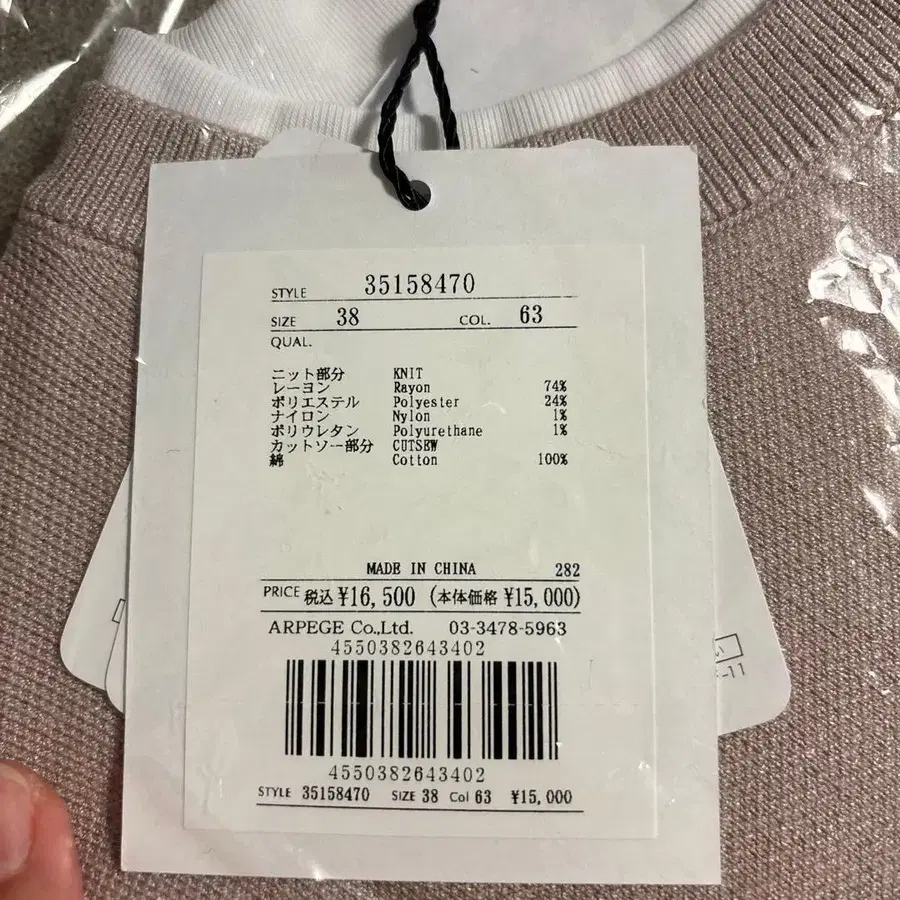 STYLE 35158470
SIZE 38 COL. 63
QUAL.
ニット部分 KNIT
レーヨン Rayon 74%
ポリエステル Polyester 24%
ナイロン Nylon 1%
ポリウレタン Polyurethane 1%
カットソー部分 CUTSEW
綿 Cotton 100%
MADE IN CHINA 282
PRICE 税込 ¥16,500 (本体価格 ¥15,000)
ARPEGE Co.,Ltd. 03-3478-5963
4550382643402
4550382643402
STYLE 35158470 SIZE 38 Col 63 ¥15,000
い
-11